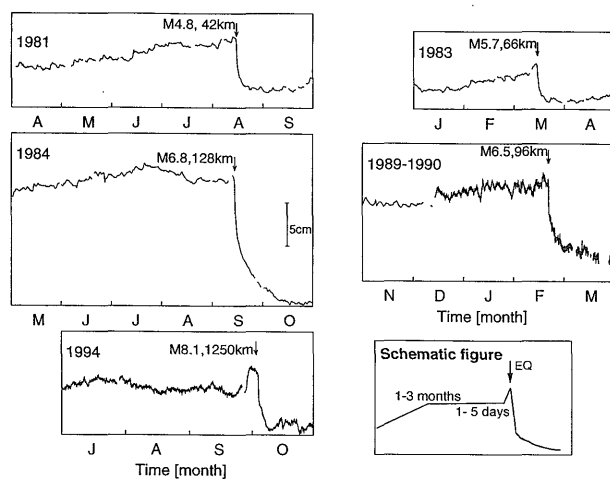 1981
M4.8, 42km
A M J J A S
1983
M5.7,66km
J F M A
1984
M6.8,128km
5cm
M J J A S O
1989-1990
M6.5,96km
N D J F M
Time [month]
1994
M8.1,1250km
J A S O
Time [month]
Schematic figure
EQ
1-3 months
1- 5 days